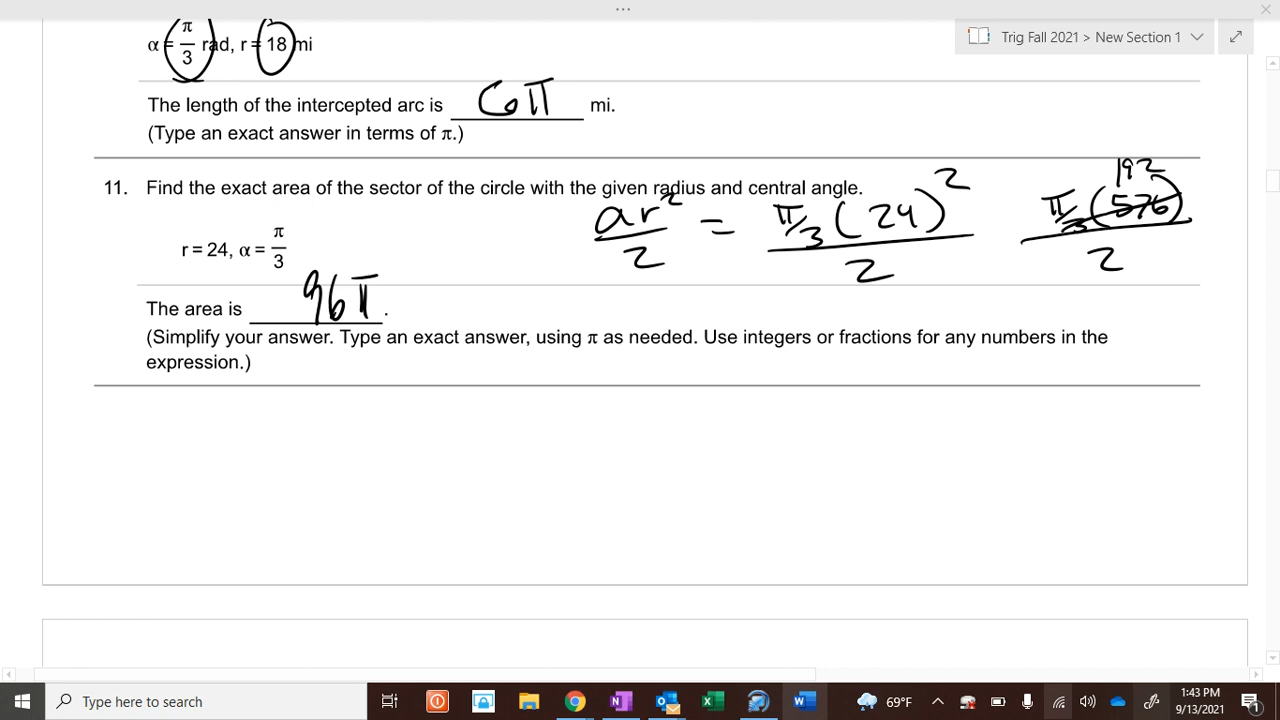 Trig Fall 2021 > New Section 1
α = π/3 rad, r = 18 mi
The length of the intercepted arc is 6π mi.
(Type an exact answer in terms of π.)
11. Find the exact area of the sector of the circle with the given radius and central angle.
ar²/2 = π/3 (24)²/2 π/3 (576)/2 192
r = 24, α = π/3
The area is 96π.
(Simplify your answer. Type an exact answer, using π as needed. Use integers or fractions for any numbers in the
expression.)
Type here to search
69°F
1:43 PM
9/13/2021
1